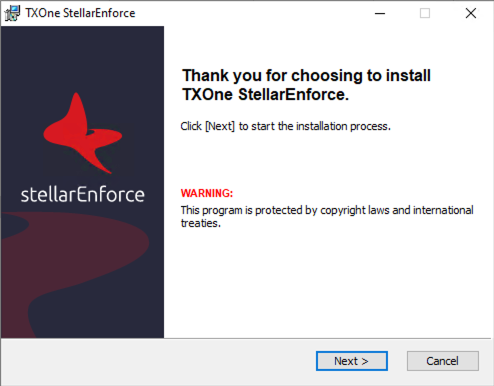 TXOne StellarEnforce
Thank you for choosing to install
TXOne StellarEnforce.
Click [Next] to start the installation process.
stellarEnforce
WARNING:
This program is protected by copyright laws and international
treaties.
Next >
Cancel